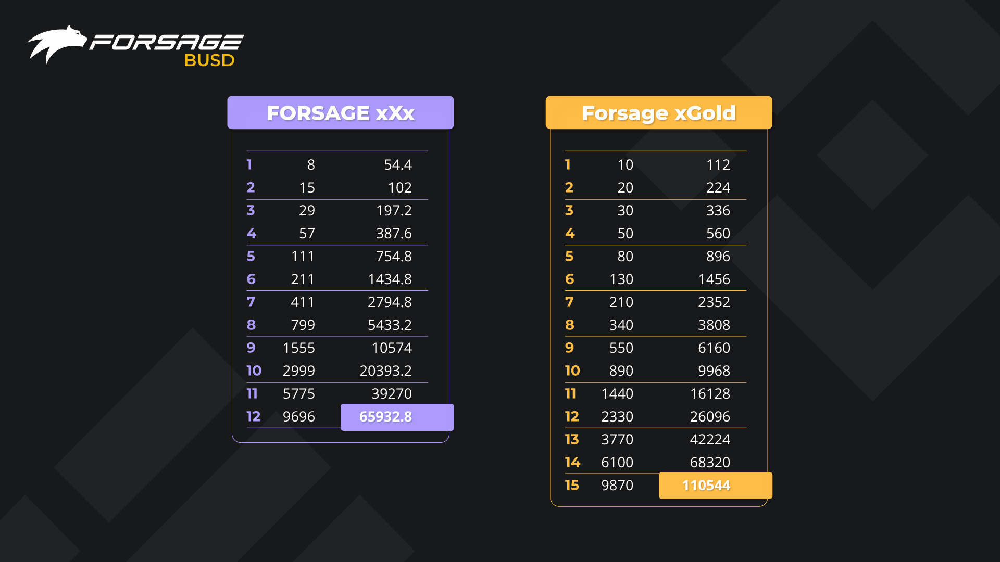 FORSAGE
BUSD
FORSAGE xXx
1 8 54.4
2 15 102
3 29 197.2
4 57 387.6
5 111 754.8
6 211 1434.8
7 411 2794.8
8 799 5433.2
9 1555 10574
10 2999 20393.2
11 5775 39270
12 9696 65932.8
Forsage xGold
1 10 112
2 20 224
3 30 336
4 50 560
5 80 896
6 130 1456
7 210 2352
8 340 3808
9 550 6160
10 890 9968
11 1440 16128
12 2330 26096
13 3770 42224
14 6100 68320
15 9870 110544